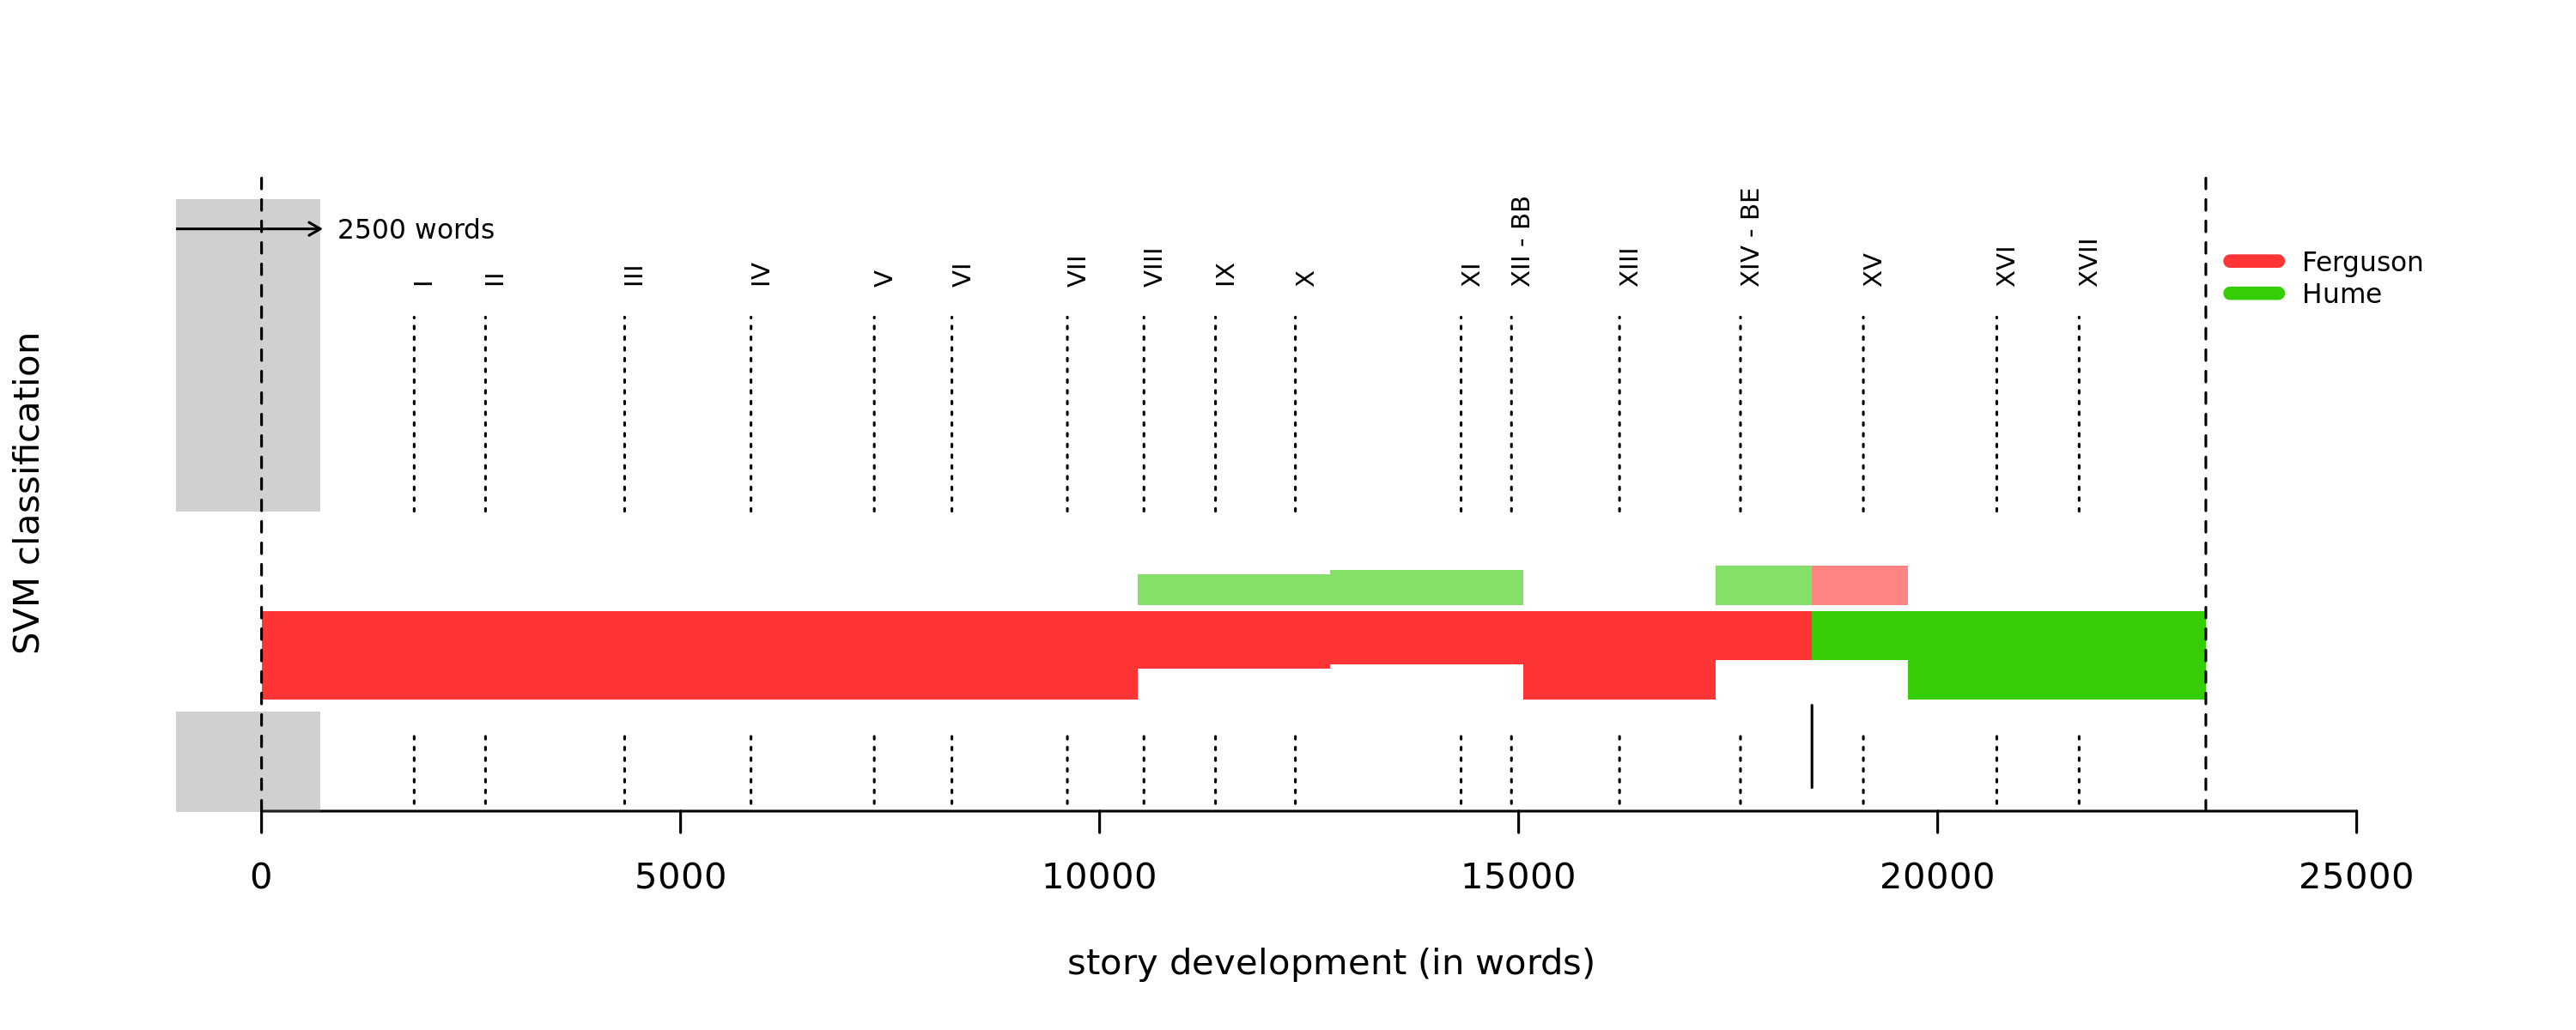 2500 words
I
II
III
IV
V
VI
VII
VIII
IX
X
XI
XII - BB
XIII
XIV - BE
XV
XVI
XVII
Ferguson
Hume
SVM classification
0
5000
10000
15000
20000
25000
story development (in words)